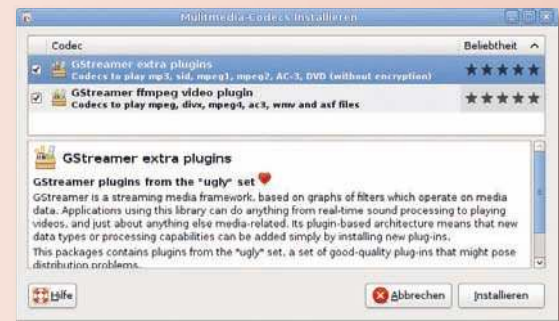 Mulitmedia-Codecs Installieren
Codec Beliebtheit
GStreamer extra plugins
Codecs to play mp3, sid, mpeg1, mpeg2, AC-3, DVD (without encryption)
GStreamer ffmpeg video plugin
Codecs to play mpeg, divx, mpeg4, ac3, wmv and asf files
GStreamer extra plugins
GStreamer plugins from the "ugly" set
GStreamer is a streaming media framework, based on graphs of filters which operate on media
data. Applications using this library can do anything from real-time sound processing to playing
videos, and just about anything else media-related. Its plugin-based architecture means that new
data types or processing capabilities can be added simply by installing new plug-ins.
This packages contains plugins from the "ugly" set, a set of good-quality plug-ins that might pose
distribution problems.
Hilfe Abbrechen Installieren